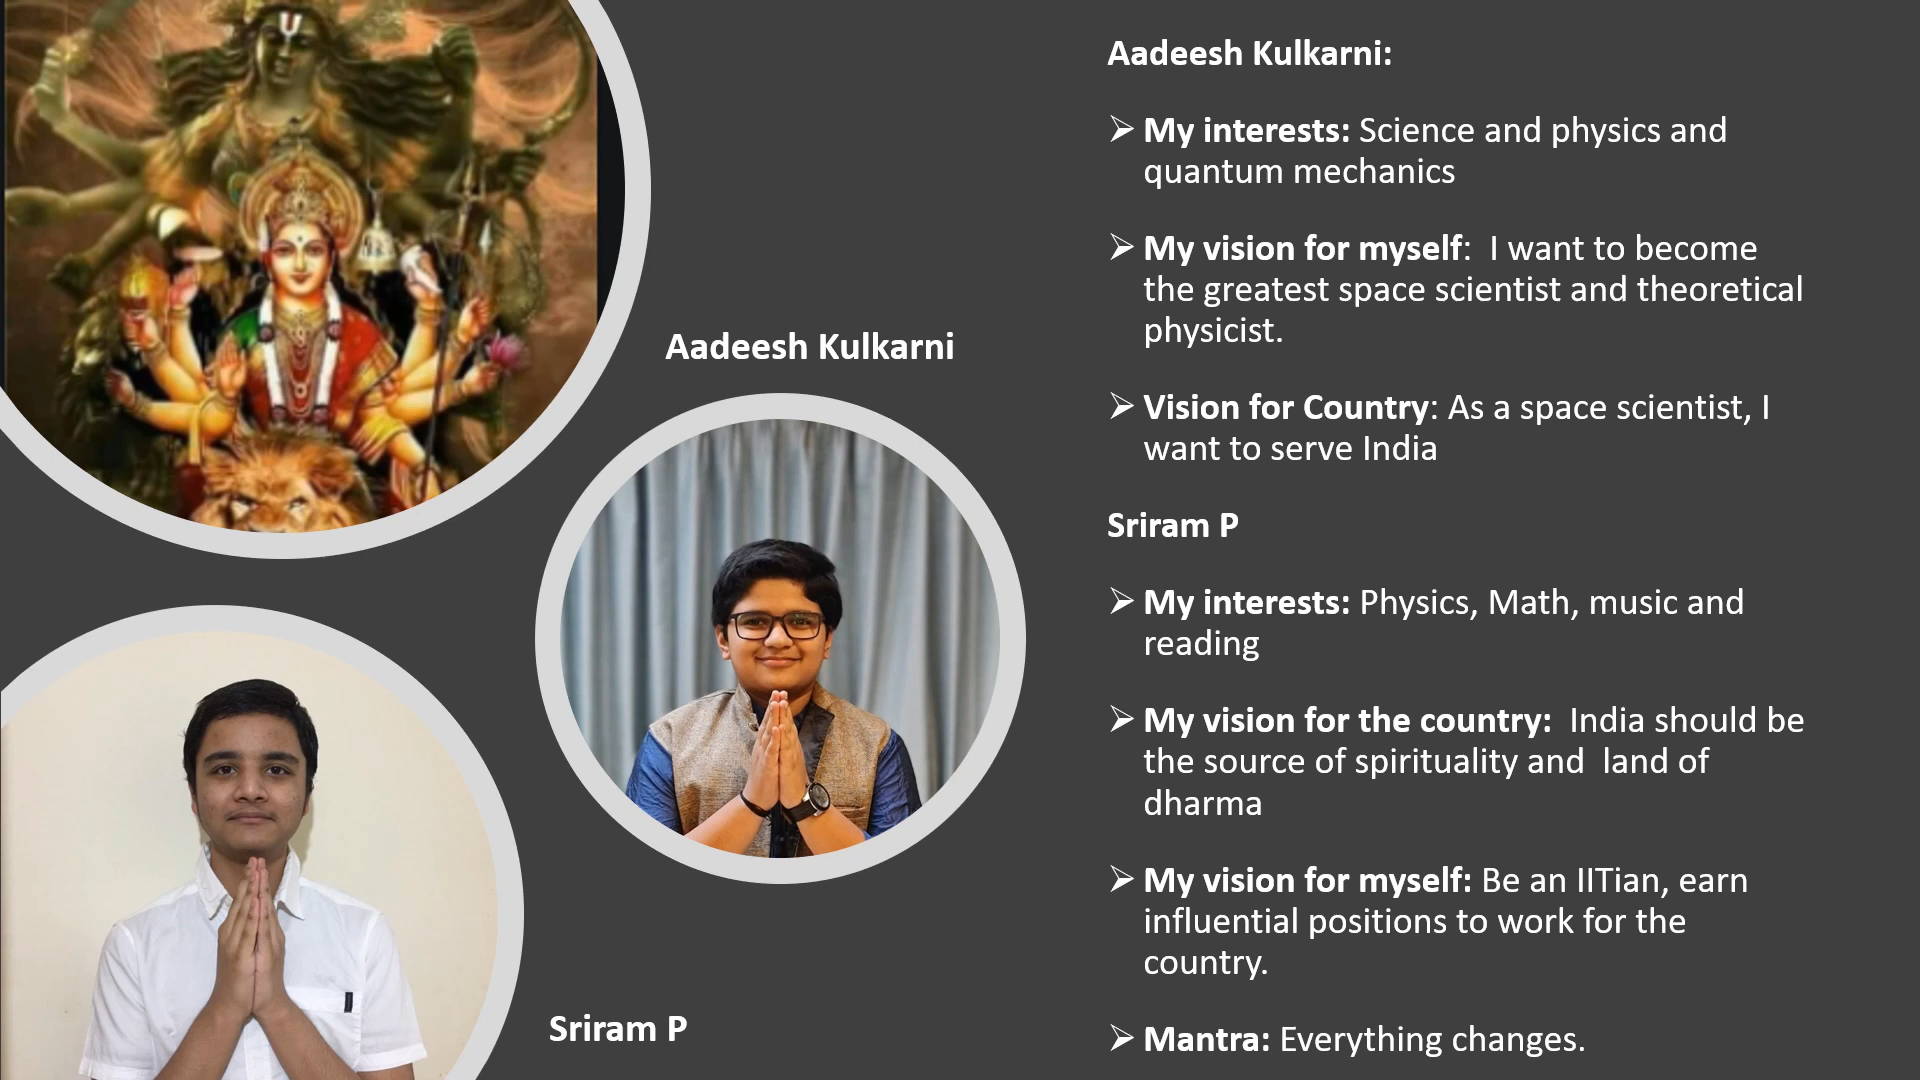 Aadeesh Kulkarni
Sriram P
Aadeesh Kulkarni:
➢ My interests: Science and physics and
quantum mechanics
➢ My vision for myself:  I want to become
the greatest space scientist and theoretical
physicist.
➢ Vision for Country: As a space scientist, I
want to serve India
Sriram P
➢ My interests: Physics, Math, music and
reading
➢ My vision for the country:  India should be
the source of spirituality and  land of
dharma
➢ My vision for myself: Be an IITian, earn
influential positions to work for the
country.
➢ Mantra: Everything changes.